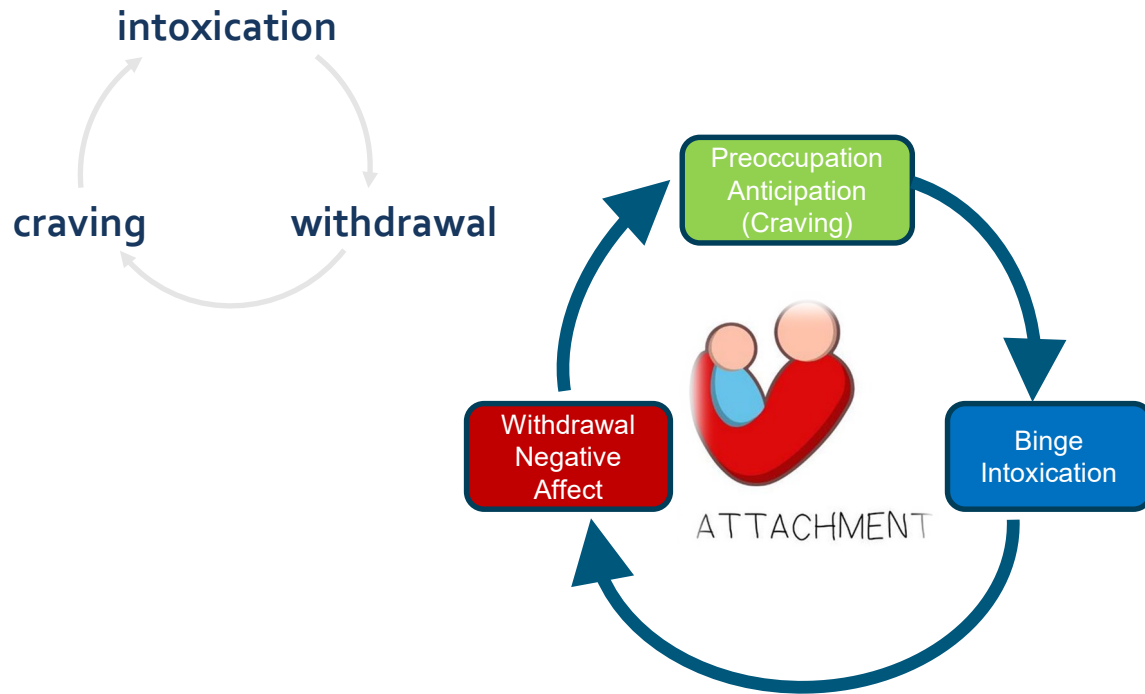 intoxication
craving
withdrawal
Preoccupation
Anticipation
(Craving)
Withdrawal
Negative
Affect
Binge
Intoxication
ATTACHMENT